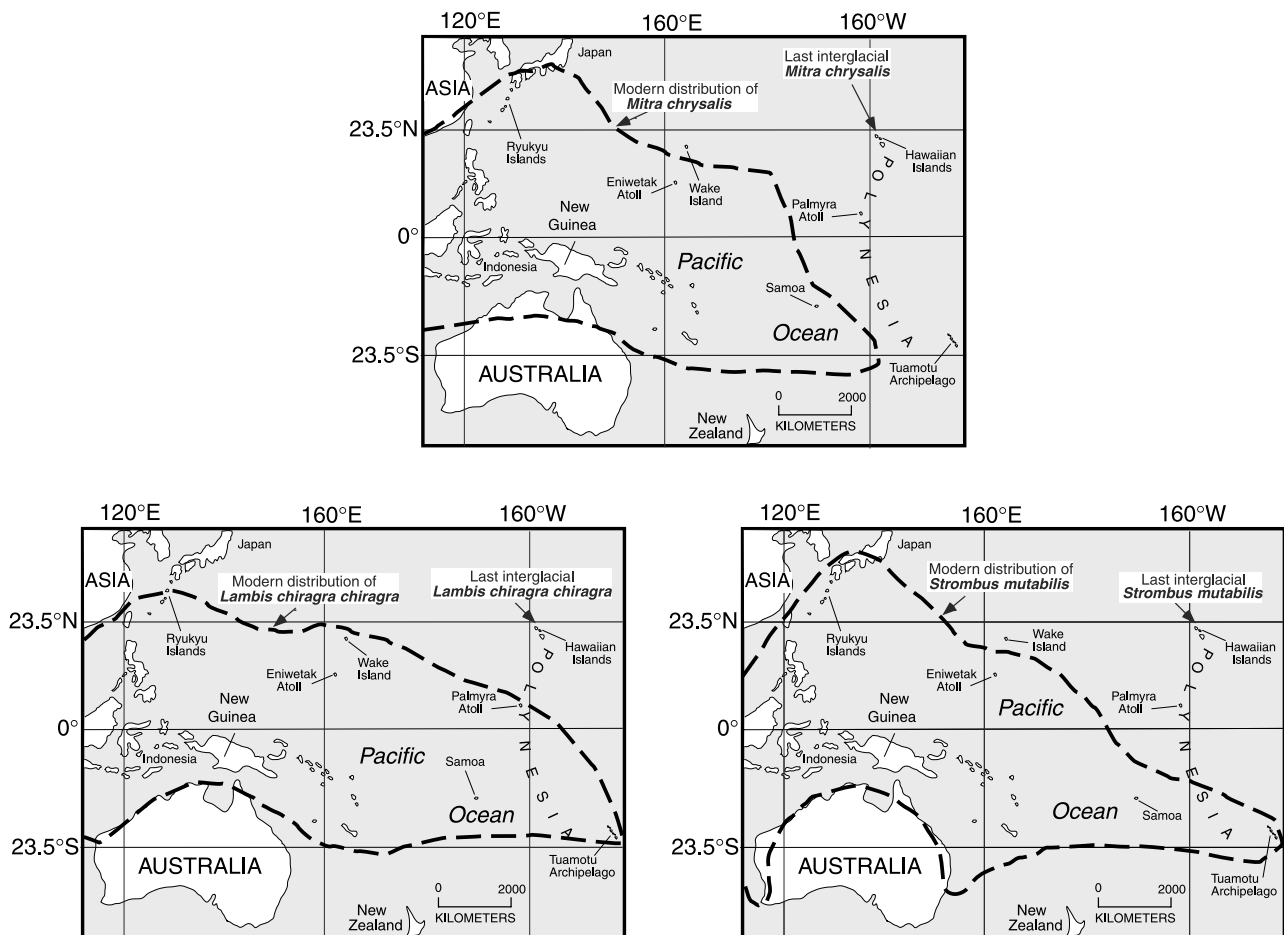 120°E 160°E 160°W
Japan
Last interglacial
Mitra chrysalis
ASIA
Modern distribution of
Mitra chrysalis
23.5°N
Ryukyu
Islands
Hawaiian
Islands
Eniwetak
Atoll
Wake
Island
Palmyra
Atoll
New
Guinea
POLYNESIA
0°
Indonesia
Pacific
Samoa
Ocean
23.5°S
AUSTRALIA
Tuamotu
Archipelago
0 2000
KILOMETERS
New
Zealand
120°E 160°E 160°W
Japan
ASIA
Modern distribution of
Lambis chiragra chiragra
Last interglacial
Lambis chiragra chiragra
23.5°N
Ryukyu
Islands
Wake
Island
Hawaiian
Islands
Eniwetak
Atoll
Palmyra
Atoll
New
Guinea
POLYNESIA
0°
Indonesia
Pacific
Samoa
Ocean
23.5°S
AUSTRALIA
Tuamotu
Archipelago
0 2000
KILOMETERS
New
Zealand
120°E 160°E 160°W
Japan
ASIA
Modern distribution of
Strombus mutabilis
Last interglacial
Strombus mutabilis
23.5°N
Ryukyu
Islands
Wake
Island
Hawaiian
Islands
Eniwetak
Atoll
Palmyra
Atoll
New
Guinea
Pacific
POLYNESIA
0°
Indonesia
Ocean
Samoa
23.5°S
AUSTRALIA
Tuamotu
Archipelago
0 2000
KILOMETERS
New
Zealand